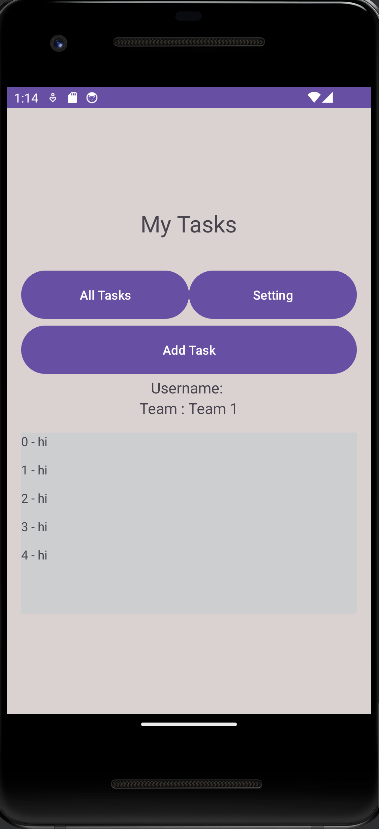 1:14
My Tasks
All Tasks Setting
Add Task
Username:
Team : Team 1
0 - hi
1 - hi
2 - hi
3 - hi
4 - hi